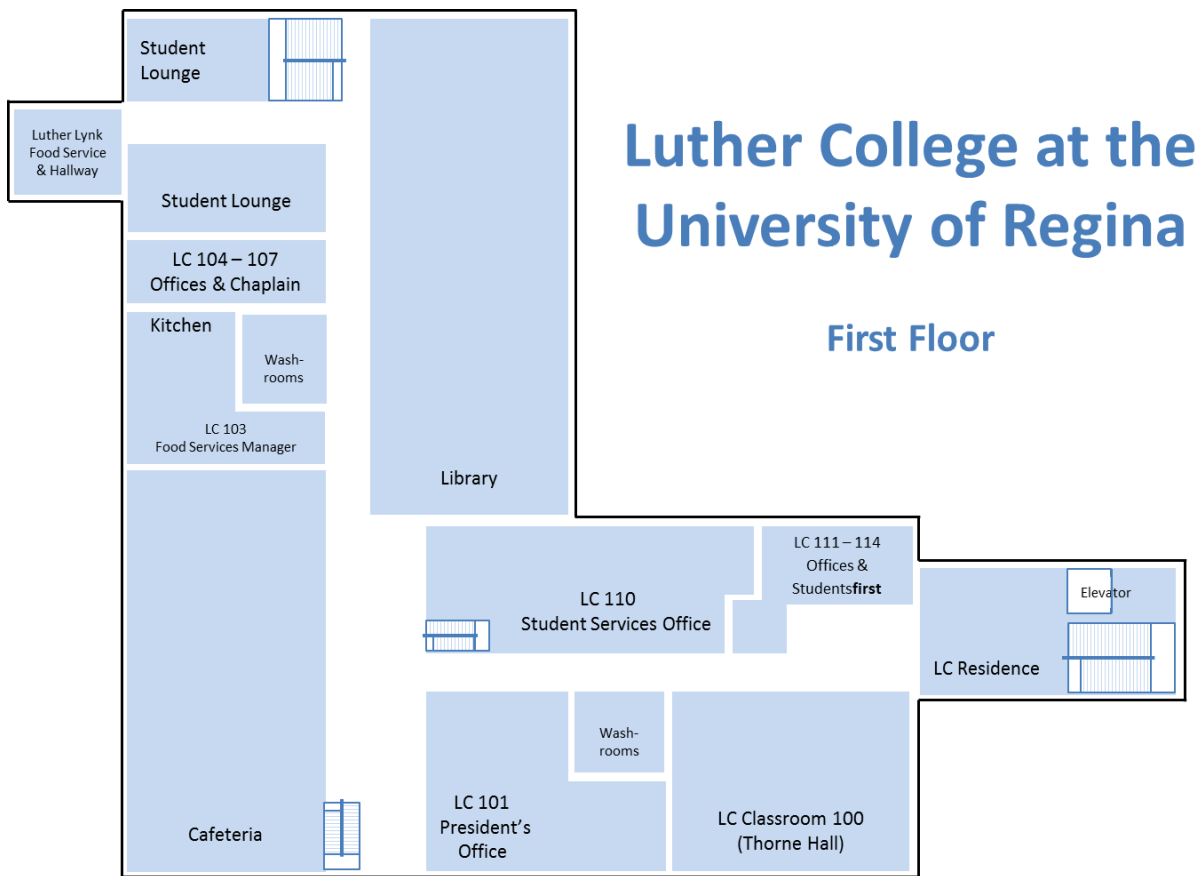 Luther College at the
University of Regina
First Floor
Student
Lounge
Luther Lynk
Food Service
& Hallway
Student Lounge
LC 104 – 107
Offices & Chaplain
Kitchen
Wash-
rooms
LC 103
Food Services Manager
Library
LC 110
Student Services Office
LC 111 – 114
Offices &
Studentsfirst
Elevator
LC Residence
Wash-
rooms
LC 101
President’s
Office
LC Classroom 100
(Thorne Hall)
Cafeteria